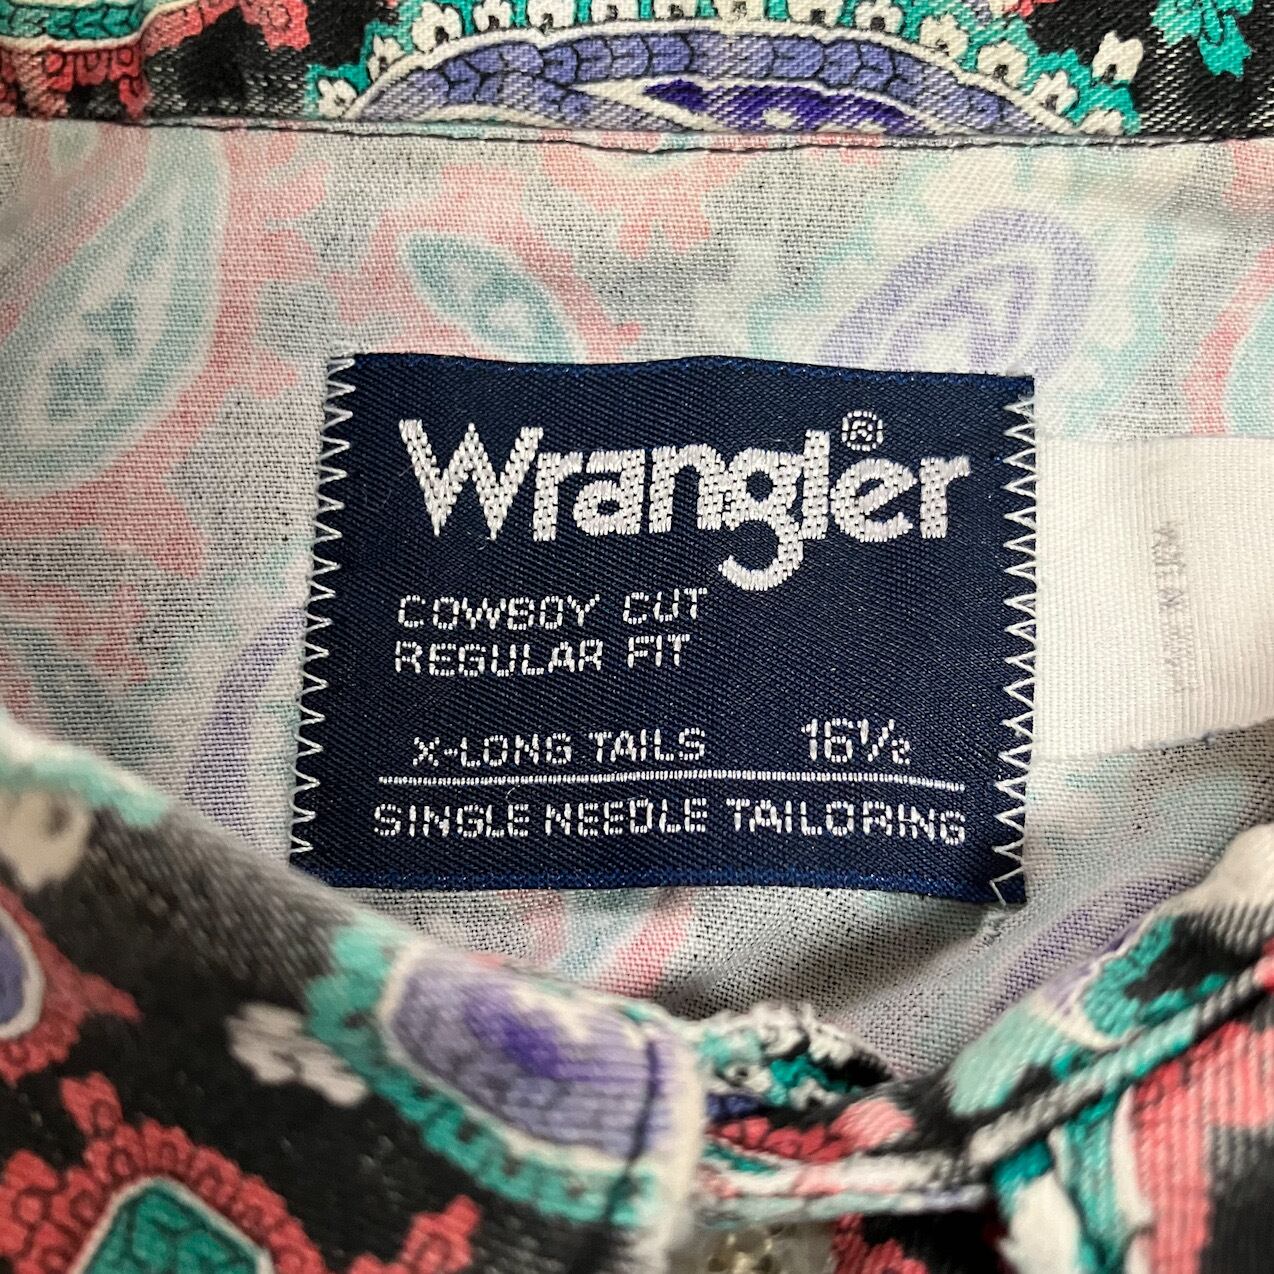 Wrangler®
COWBOY CUT
REGULAR FIT
X-LONG TAILS 16½
SINGLE NEEDLE TAILORING